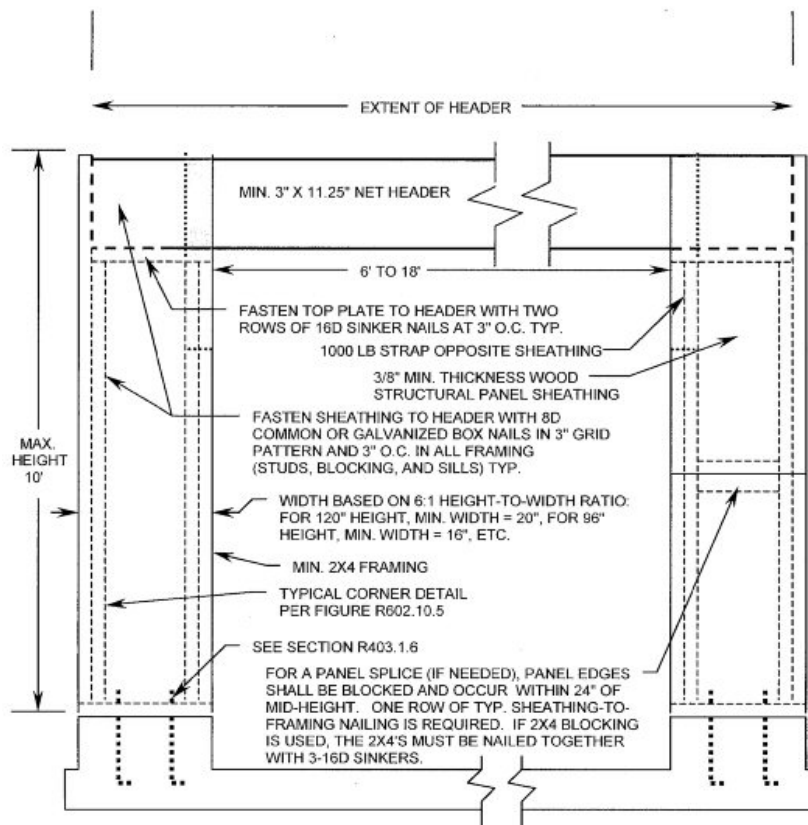 EXTENT OF HEADER
MIN. 3" X 11.25" NET HEADER
6' TO 18'
FASTEN TOP PLATE TO HEADER WITH TWO
ROWS OF 16D SINKER NAILS AT 3" O.C. TYP.
1000 LB STRAP OPPOSITE SHEATHING
3/8" MIN. THICKNESS WOOD
STRUCTURAL PANEL SHEATHING
FASTEN SHEATHING TO HEADER WITH 8D
COMMON OR GALVANIZED BOX NAILS IN 3" GRID
PATTERN AND 3" O.C. IN ALL FRAMING
(STUDS, BLOCKING, AND SILLS) TYP.
MAX.
HEIGHT
10'
WIDTH BASED ON 6:1 HEIGHT-TO-WIDTH RATIO:
FOR 120" HEIGHT, MIN. WIDTH = 20", FOR 96"
HEIGHT, MIN. WIDTH = 16", ETC.
MIN. 2X4 FRAMING
TYPICAL CORNER DETAIL
PER FIGURE R602.10.5
SEE SECTION R403.1.6
FOR A PANEL SPLICE (IF NEEDED), PANEL EDGES
SHALL BE BLOCKED AND OCCUR WITHIN 24" OF
MID-HEIGHT. ONE ROW OF TYP. SHEATHING-TO-
FRAMING NAILING IS REQUIRED. IF 2X4 BLOCKING
IS USED, THE 2X4'S MUST BE NAILED TOGETHER
WITH 3-16D SINKERS.